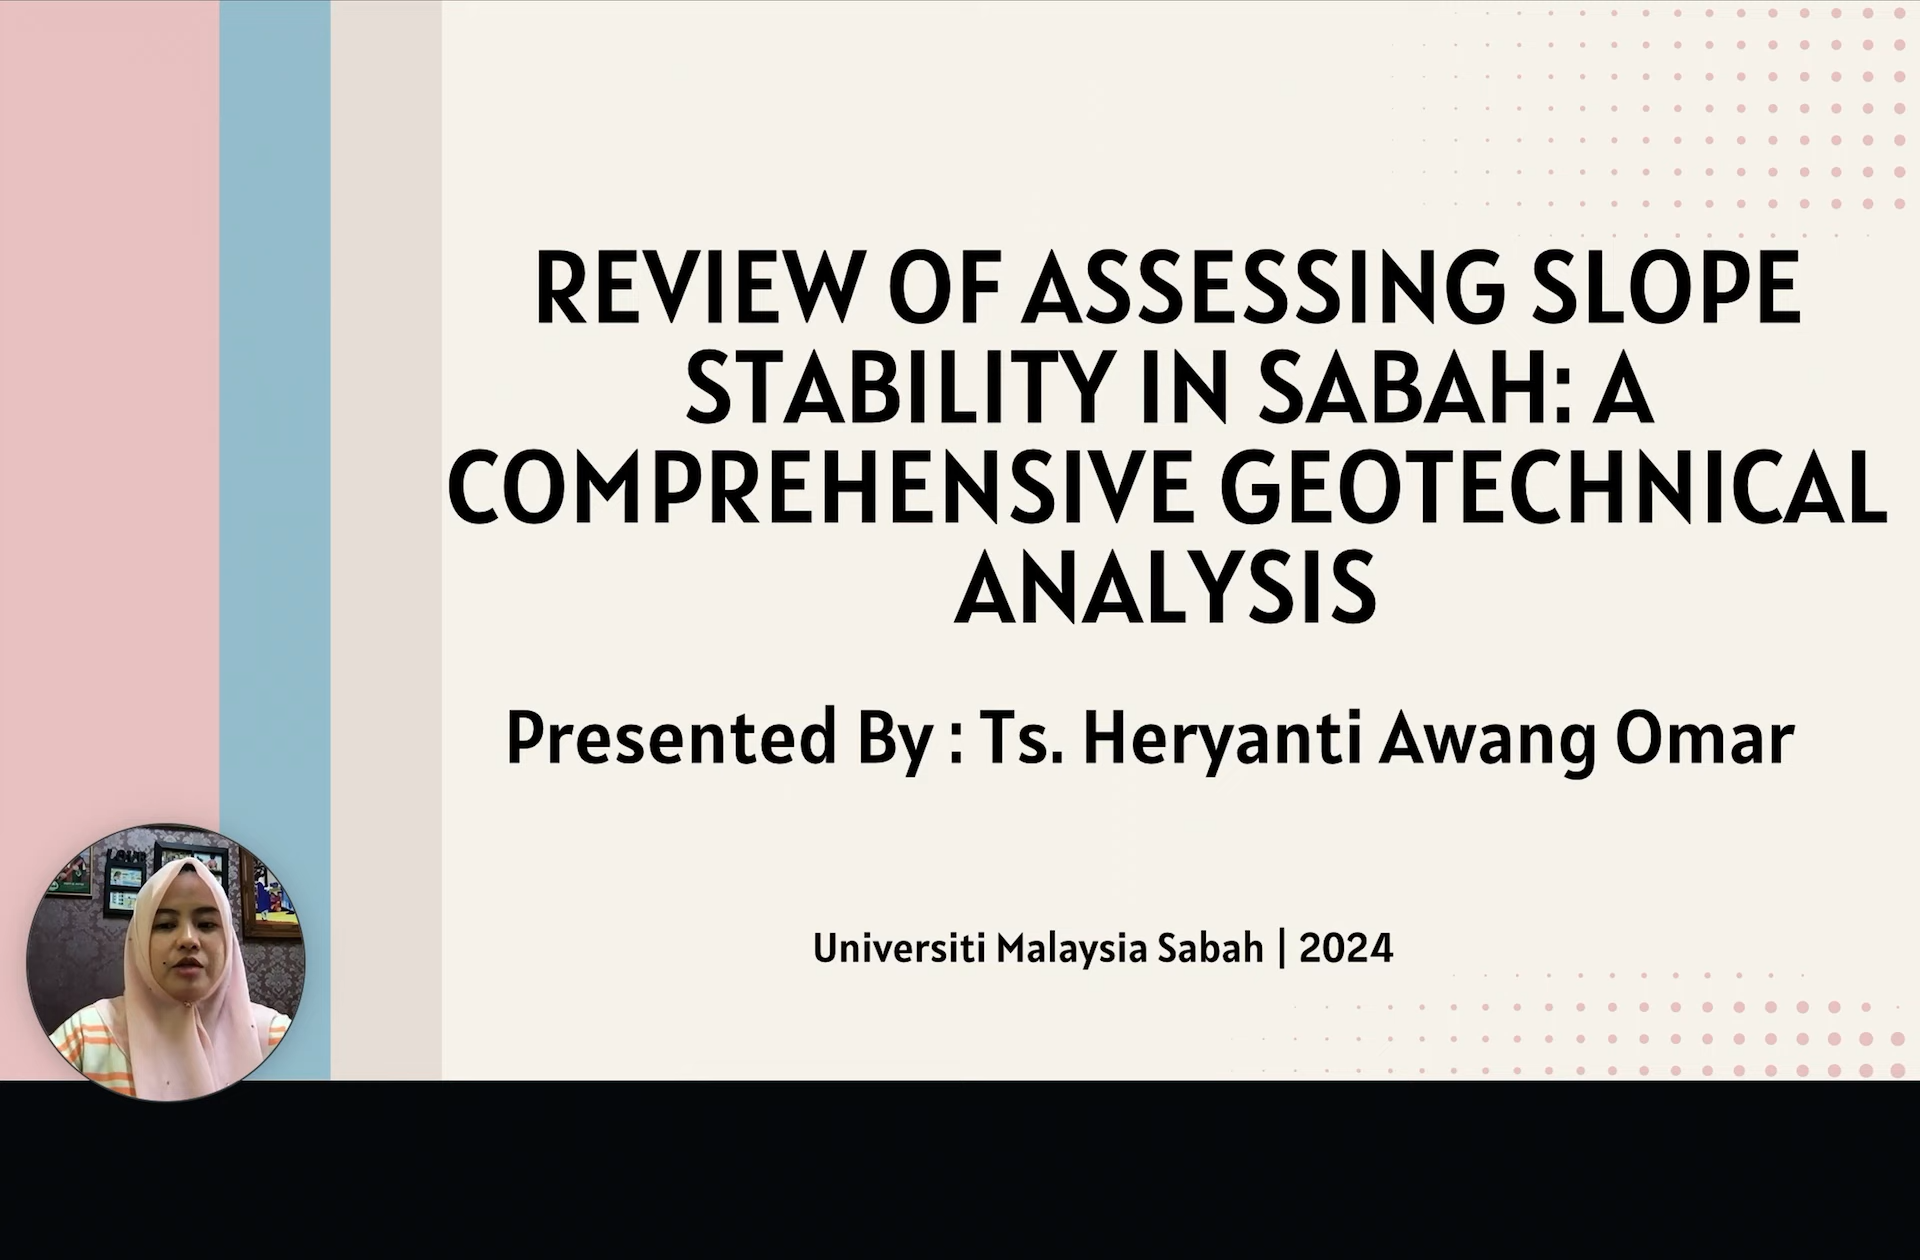 REVIEW OF ASSESSING SLOPE
STABILITY IN SABAH: A
COMPREHENSIVE GEOTECHNICAL
ANALYSIS
Presented By : Ts. Heryanti Awang Omar
Universiti Malaysia Sabah | 2024